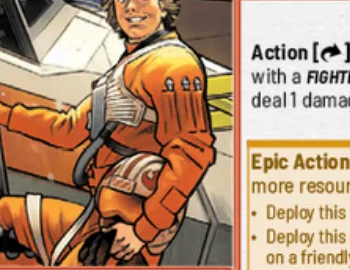 Action [⤳]
with a FIGHT
deal 1 damag
Epic Action
more resour
• Deploy this
• Deploy this
on a friendly